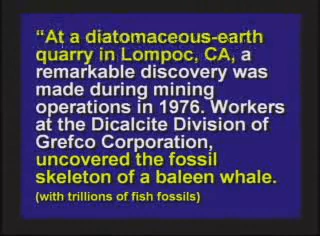 “At a diatomaceous-earth
quarry in Lompoc, CA, a
remarkable discovery was
made during mining
operations in 1976. Workers
at the Dicalcite Division of
Grefco Corporation,
uncovered the fossil
skeleton of a baleen whale.
(with trillions of fish fossils)